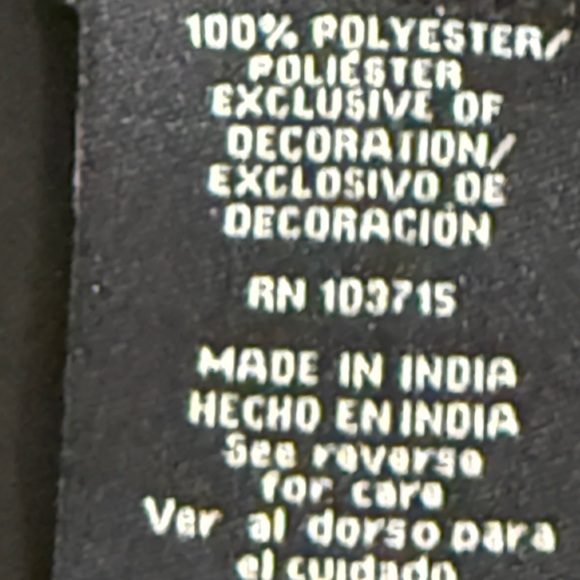 100% POLYESTER/
POLIÉSTER
EXCLUSIVE OF
DECORATION/
EXCLOSIVO DE
DECORACIÓN
RN 103715
MADE IN INDIA
HECHO EN INDIA
See reverse
for care
Ver al dorso para
el cuidado